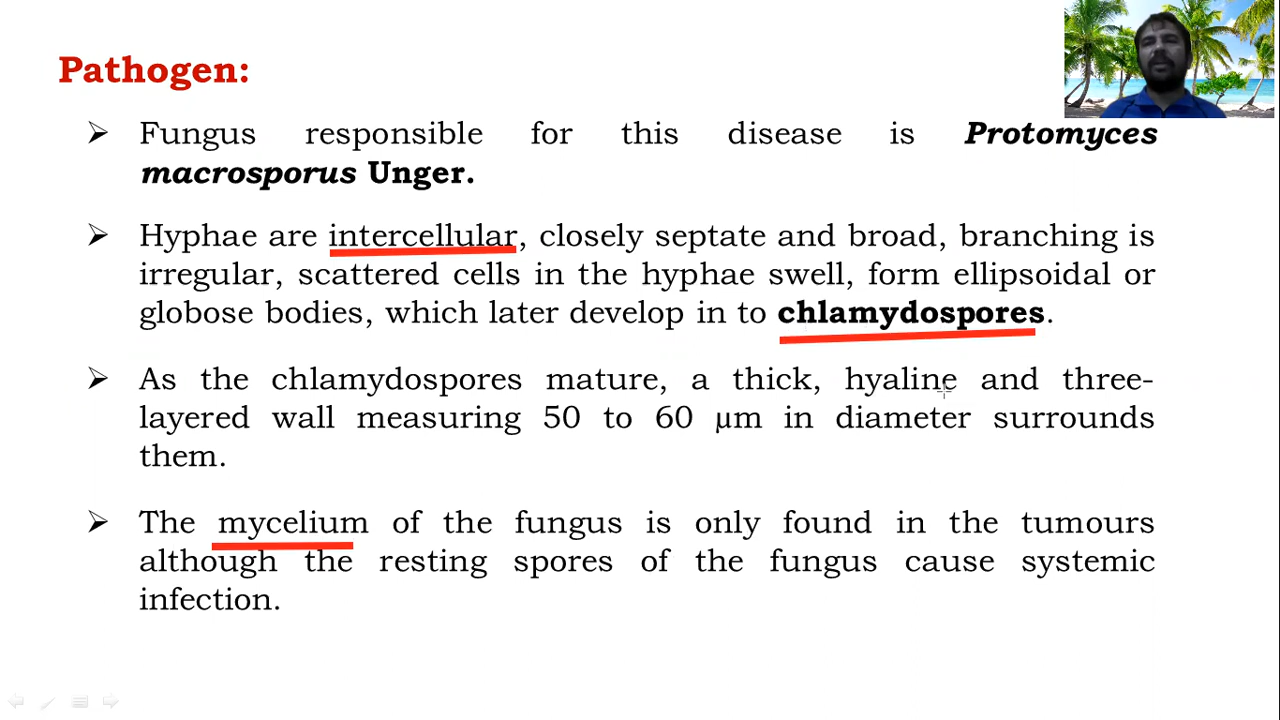 Pathogen:
➢ Fungus responsible for this disease is Protomyces
macrosporus Unger.
➢ Hyphae are intercellular, closely septate and broad, branching is
irregular, scattered cells in the hyphae swell, form ellipsoidal or
globose bodies, which later develop in to chlamydospores.
➢ As the chlamydospores mature, a thick, hyaline and three-
layered wall measuring 50 to 60 µm in diameter surrounds
them.
➢ The mycelium of the fungus is only found in the tumours
although the resting spores of the fungus cause systemic
infection.